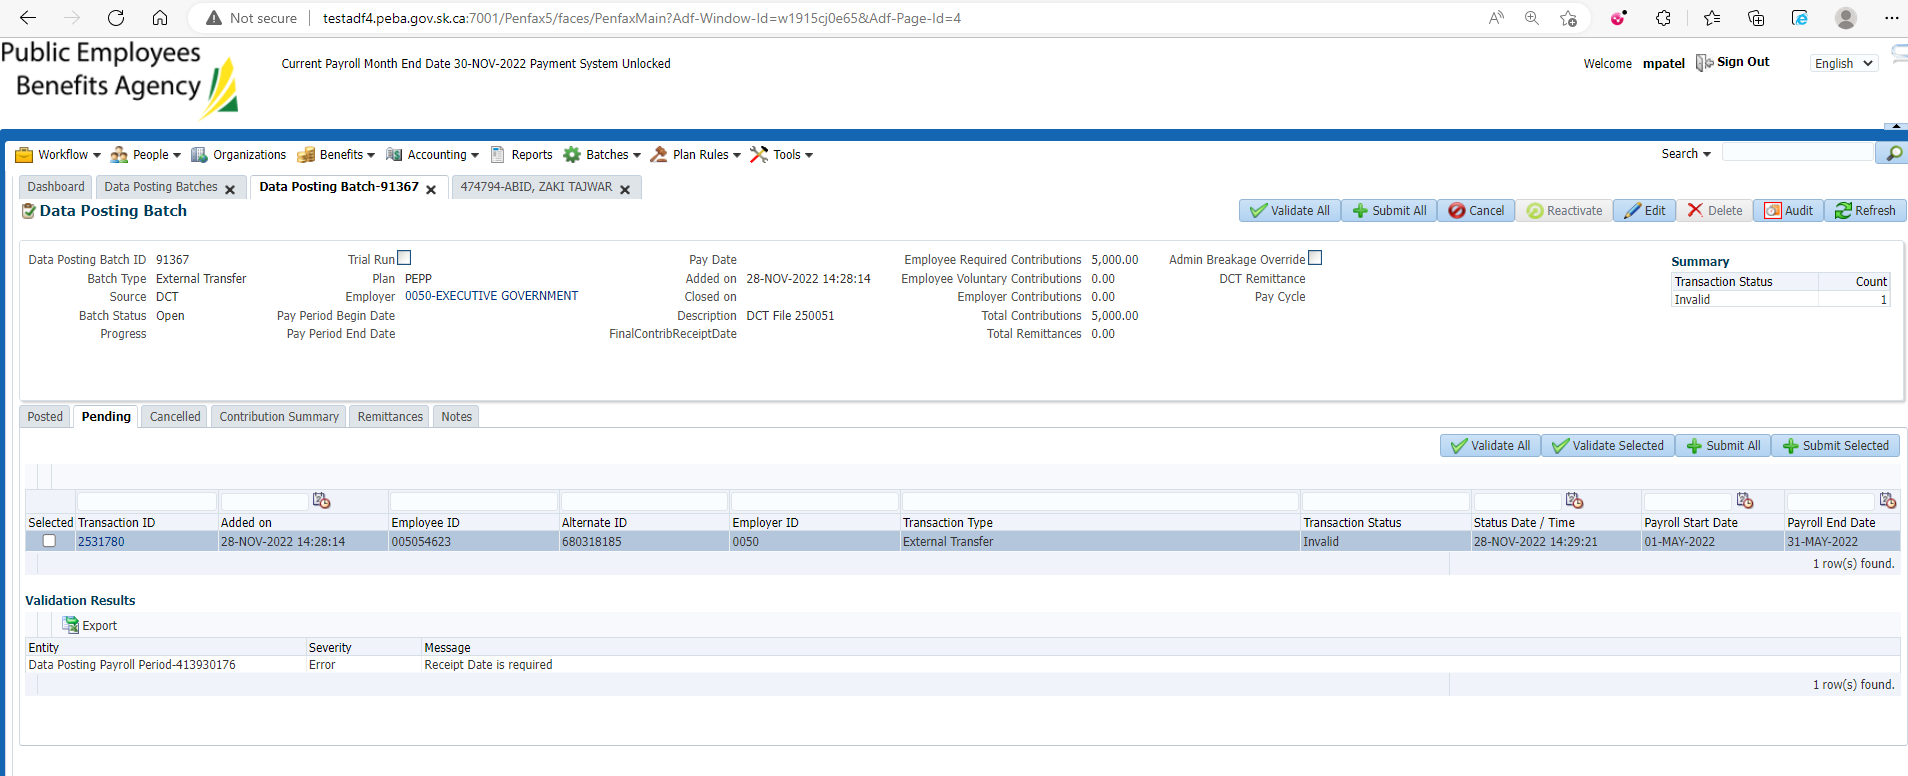 Not secure
testadf4.peba.gov.sk.ca:7001/Penfax5/faces/PenfaxMain?Adf-Window-Id=w1915cj0e65&Adf-Page-Id=4
Public Employees
Benefits Agency
Current Payroll Month End Date 30-NOV-2022 Payment System Unlocked
Welcome mpatel Sign Out English
Workflow People Organizations Benefits Accounting Reports Batches Plan Rules Tools Search
Dashboard Data Posting Batches Data Posting Batch-91367 474794-ABID, ZAKI TAJWAR
Data Posting Batch
Validate All Submit All Cancel Reactivate Edit Delete Audit Refresh
Data Posting Batch ID 91367 Trial Run Pay Date Employee Required Contributions 5,000.00 Admin Breakage Override Summary
Batch Type External Transfer Plan PEPP Added on 28-NOV-2022 14:28:14 Employee Voluntary Contributions 0.00 DCT Remittance Transaction Status Count
Source DCT Employer 0050-EXECUTIVE GOVERNMENT Closed on Employer Contributions 0.00 Pay Cycle Invalid 1
Batch Status Open Pay Period Begin Date Description DCT File 250051 Total Contributions 5,000.00
Progress Pay Period End Date FinalContribReceiptDate Total Remittances 0.00
Posted Pending Cancelled Contribution Summary Remittances Notes
Validate All Validate Selected Submit All Submit Selected
Selected Transaction ID Added on Employee ID Alternate ID Employer ID Transaction Type Transaction Status Status Date / Time Payroll Start Date Payroll End Date
2531780 28-NOV-2022 14:28:14 005054623 680318185 0050 External Transfer Invalid 28-NOV-2022 14:29:21 01-MAY-2022 31-MAY-2022
1 row(s) found.
Validation Results
Export
Entity Severity Message
Data Posting Payroll Period-413930176 Error Receipt Date is required
1 row(s) found.